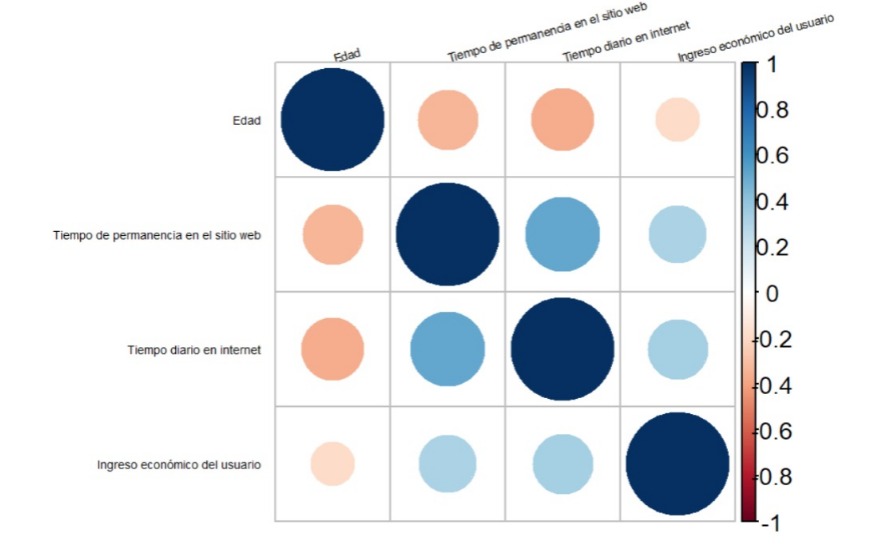 Edad
Tiempo de permanencia en el sitio web
Tiempo diario en internet
Ingreso económico del usuario
Edad
Tiempo de permanencia en el sitio web
Tiempo diario en internet
Ingreso económico del usuario
1
0.8
0.6
0.4
0.2
0
-0.2
-0.4
-0.6
-0.8
-1